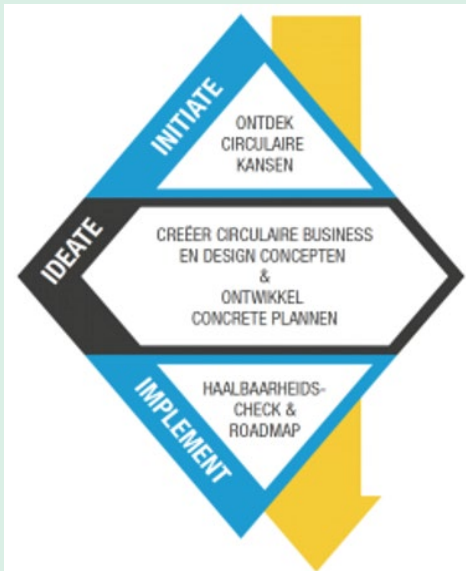 INITIATE
ONTDEK
CIRCULAIRE
KANSEN
IDEATE
CREËER CIRCULAIRE BUSINESS
EN DESIGN CONCEPTEN
&
ONTWIKKEL
CONCRETE PLANNEN
IMPLEMENT
HAALBAARHEIDS-
CHECK &
ROADMAP